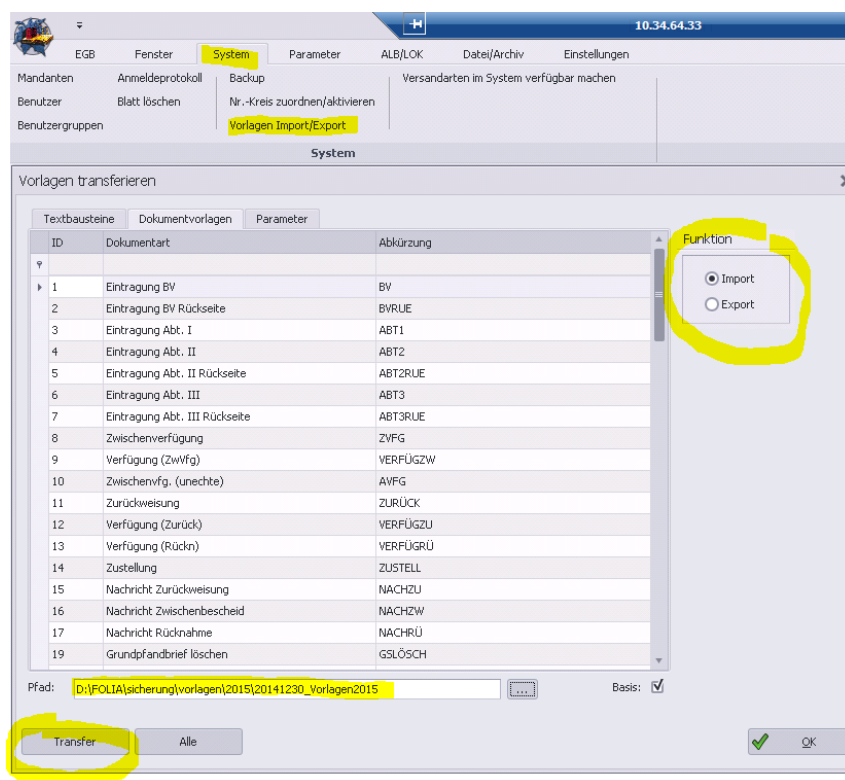 10.34.64.33
EGB Fenster System Parameter ALB/LOK Datei/Archiv Einstellungen
Mandanten Anmeldeprotokoll Backup Versandarten im System verfügbar machen
Benutzer Blatt löschen Nr.-Kreis zuordnen/aktivieren
Benutzergruppen Vorlagen Import/Export
System
Vorlagen transferieren
Textbausteine Dokumentvorlagen Parameter
Funktion
ID Dokumentart Abkürzung
1 Eintragung BV BV
2 Eintragung BV Rückseite BVRUE
3 Eintragung Abt. I ABT1
4 Eintragung Abt. II ABT2
5 Eintragung Abt. II Rückseite ABT2RUE
6 Eintragung Abt. III ABT3
7 Eintragung Abt. III Rückseite ABT3RUE
8 Zwischenverfügung ZVFG
9 Verfügung (ZwVfg) VERFÜGZW
10 Zwischenvfg. (unechte) AVFG
11 Zurückweisung ZURÜCK
12 Verfügung (Zurück) VERFÜGZU
13 Verfügung (Rückn) VERFÜGRÜ
14 Zustellung ZUSTELL
15 Nachricht Zurückweisung NACHZU
16 Nachricht Zwischenbescheid NACHZW
17 Nachricht Rücknahme NACHRÜ
19 Grundpfandbrief löschen GSLÖSCH
Import
Export
Pfad: D:\FOLIA\sicherung\vorlagen\2015\20141230_Vorlagen2015 ... Basis:
Transfer Alle OK